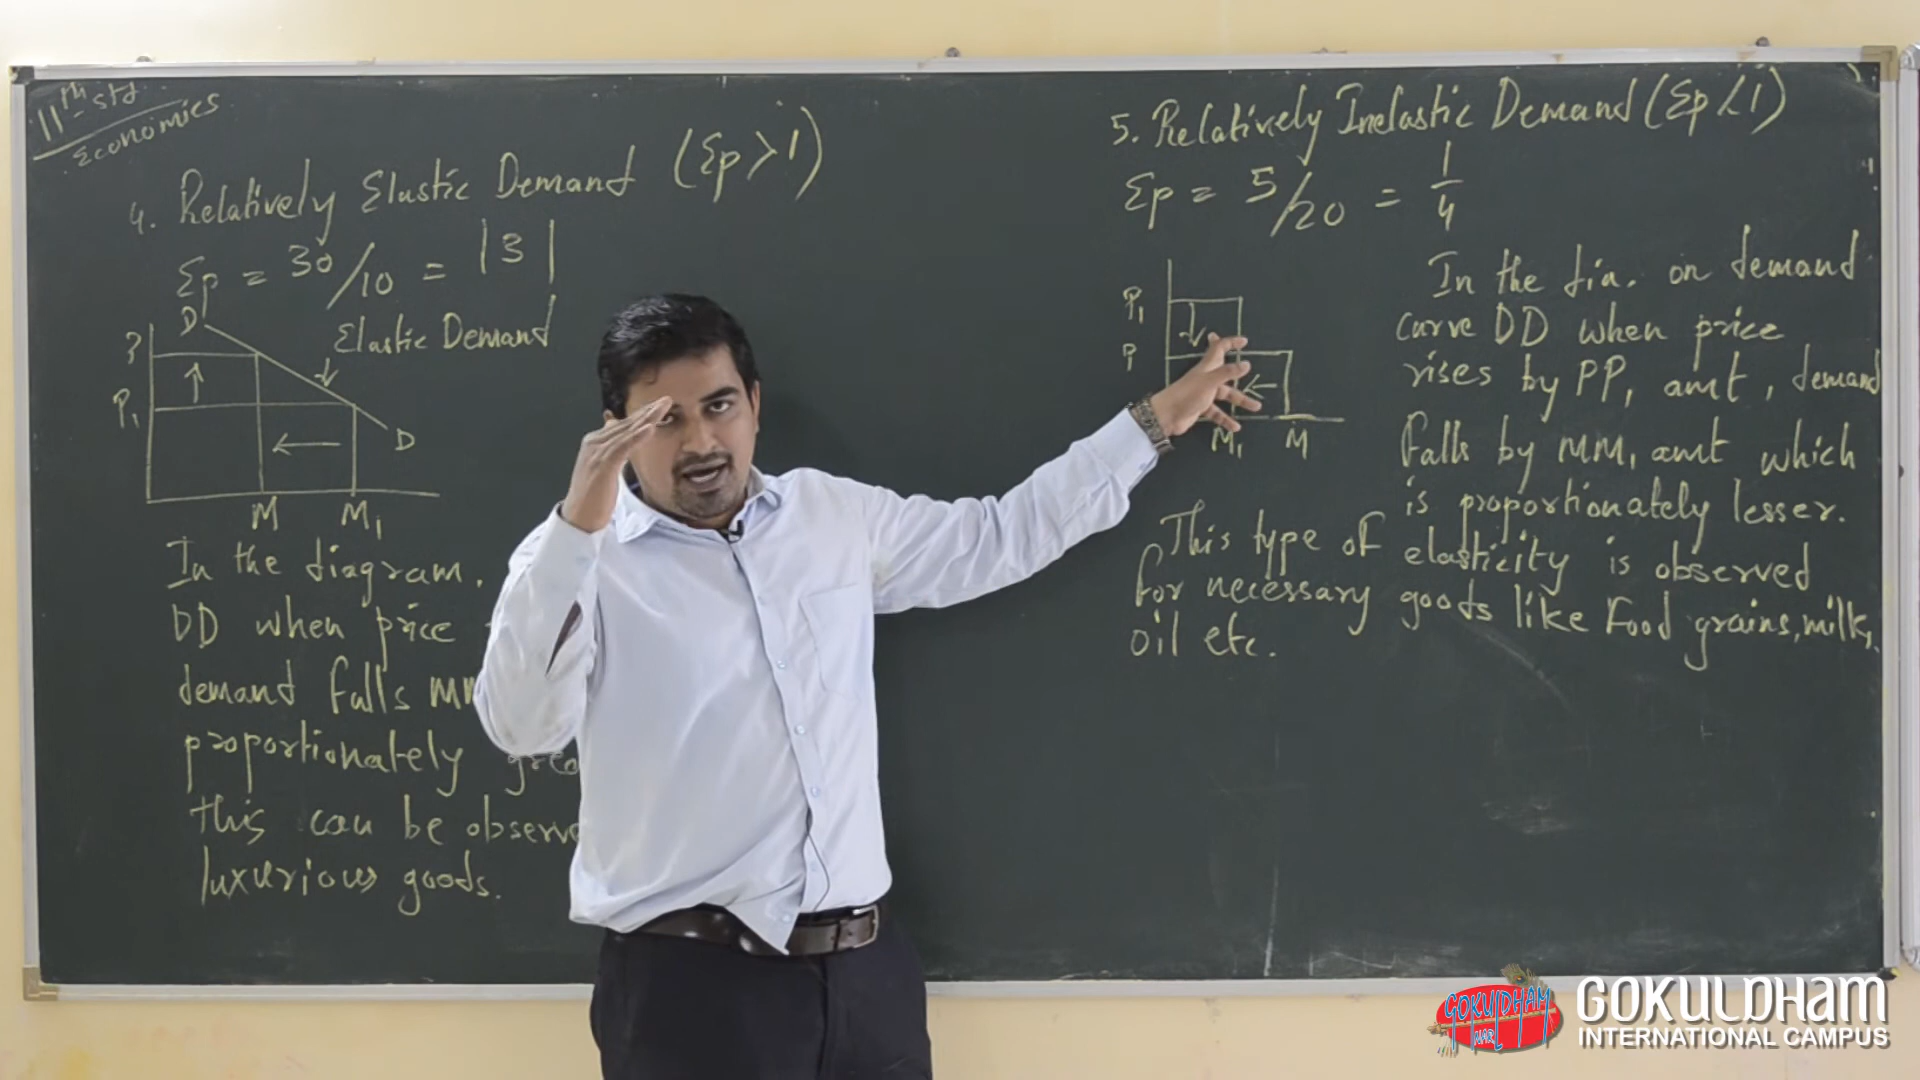 11th std
Economics
4. Relatively Elastic Demand (Ep > 1)
Ep = 30/10 = |3|
Elastic Demand
D
P
P1
D
M M1
In the diagram.
DD when price
demand falls MM
proportionately
this can be observe
luxurious goods.
5. Relatively Inelastic Demand (Ep < 1)
Ep = 5/20 = 1/4
P1
P
M1 M
In the dia. on demand
curve DD when price
rises by PP1 amt, demand
falls by MM1 amt which
is proportionately lesser.
This type of elasticity is observed
for necessary goods like food grains, milk,
oil etc.
GOKULDHAM
NAR
GOKULDHAM
INTERNATIONAL CAMPUS